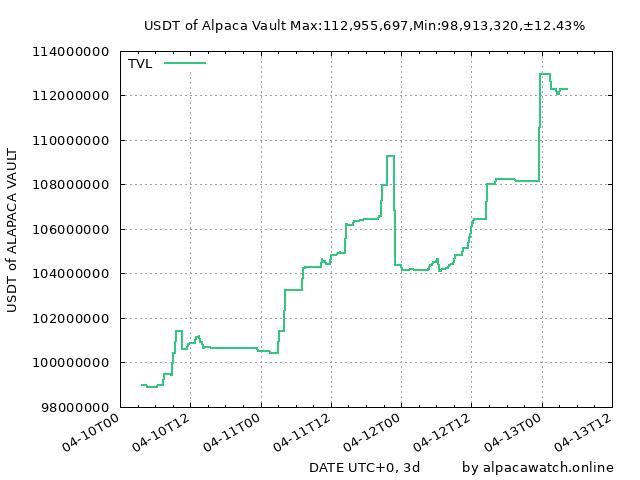 USDT of Alpaca Vault Max:112,955,697,Min:98,913,320,±12.43%
114000000
TVL
112000000
110000000
108000000
106000000
104000000
102000000
100000000
98000000
USDT of ALAPACA VAULT
04-10T00
04-10T12
04-11T00
04-11T12
04-12T00
04-12T12
04-13T00
04-13T12
DATE UTC+0, 3d
by alpacawatch.online